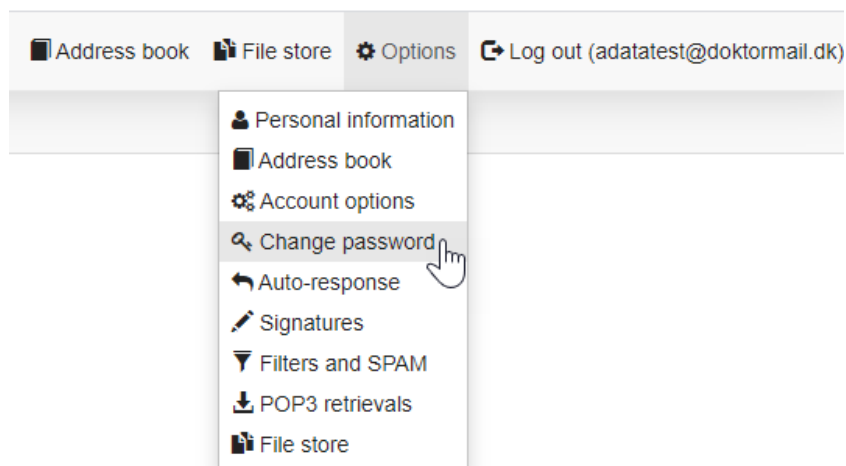 Address book File store Options Log out (adatatest@doktormail.dk)
Personal information
Address book
Account options
Change password
Auto-response
Signatures
Filters and SPAM
POP3 retrievals
File store